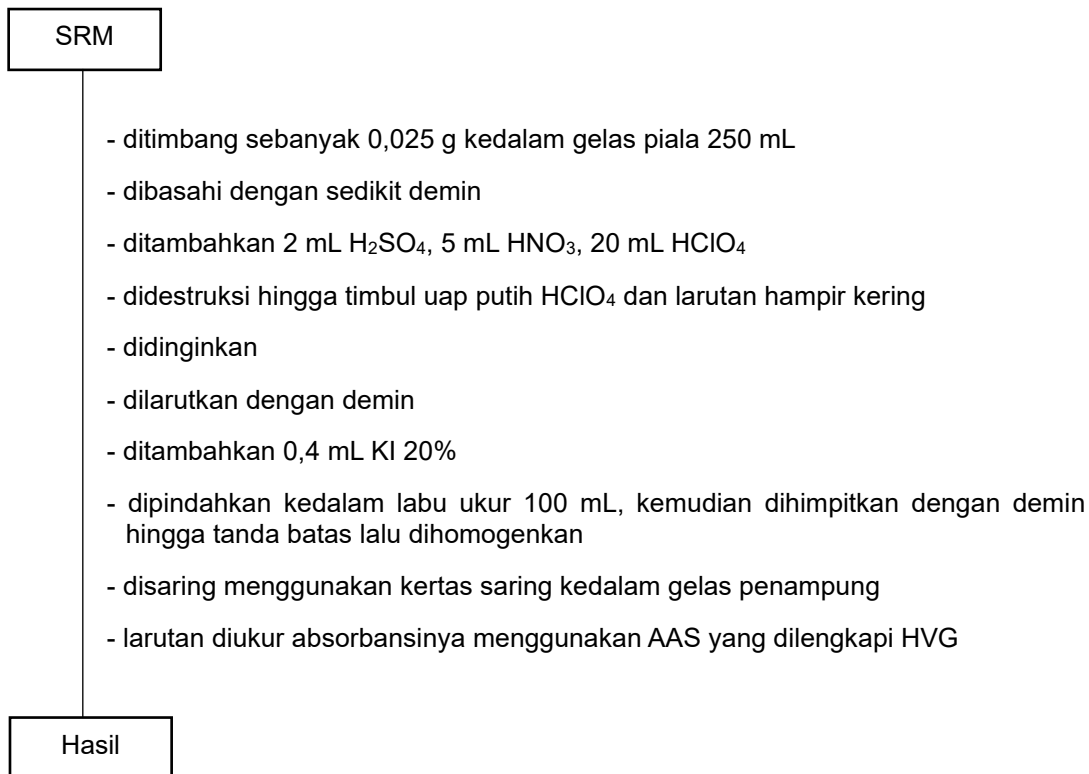 SRM
- ditimbang sebanyak 0,025 g kedalam gelas piala 250 mL
- dibasahi dengan sedikit demin
- ditambahkan 2 mL H₂SO₄, 5 mL HNO₃, 20 mL HClO₄
- didestruksi hingga timbul uap putih HClO₄ dan larutan hampir kering
- didinginkan
- dilarutkan dengan demin
- ditambahkan 0,4 mL KI 20%
- dipindahkan kedalam labu ukur 100 mL, kemudian dihimpitkan dengan demin
hingga tanda batas lalu dihomogenkan
- disaring menggunakan kertas saring kedalam gelas penampung
- larutan diukur absorbansinya menggunakan AAS yang dilengkapi HVG
Hasil